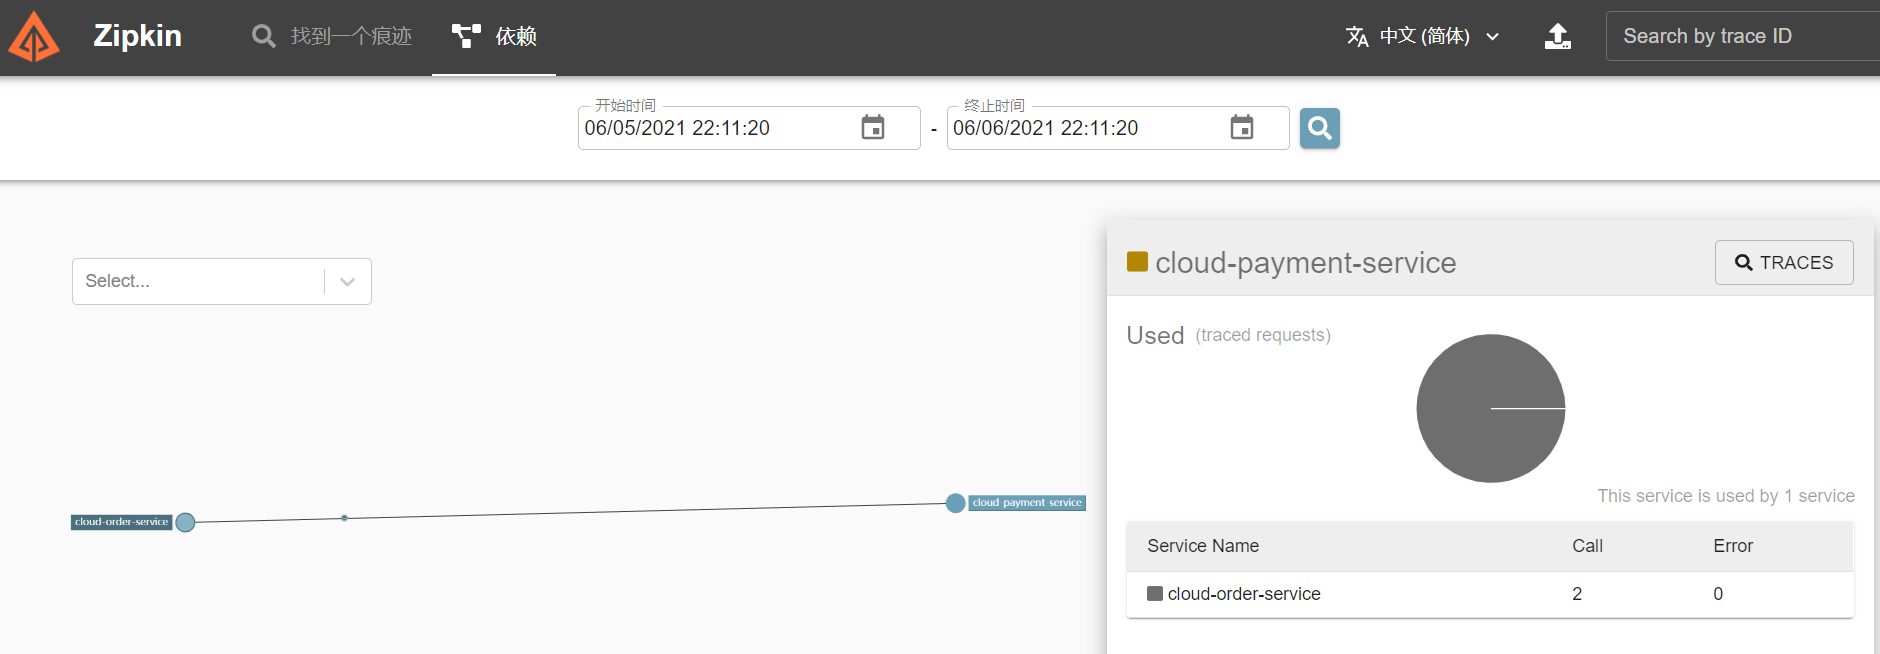 Zipkin
找到一个痕迹
依赖
中文 (简体)
Search by trace ID
开始时间
06/05/2021 22:11:20
-
终止时间
06/06/2021 22:11:20
Select...
cloud-order-service
cloud-payment-service
cloud-payment-service
TRACES
Used (traced requests)
This service is used by 1 service
Service Name Call Error
cloud-order-service 2 0